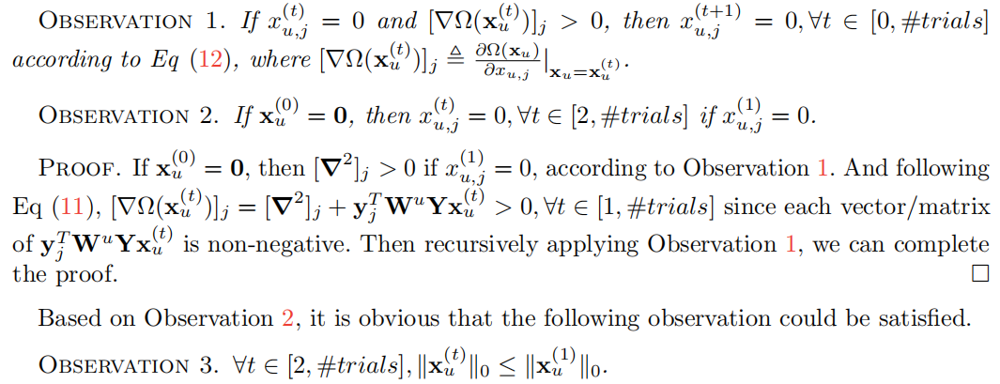 OBSERVATION 1. If $x_{u,j}^{(t)} = 0$ and $[\nabla\Omega(\mathbf{x}_u^{(t)})]_j > 0$, then $x_{u,j}^{(t+1)} = 0, \forall t \in [0, \#trials]$
according to Eq (12), where $[\nabla\Omega(\mathbf{x}_u^{(t)})]_j \triangleq \frac{\partial\Omega(\mathbf{x}_u)}{\partial x_{u,j}}\big|_{\mathbf{x}_u=\mathbf{x}_u^{(t)}}$.
OBSERVATION 2. If $\mathbf{x}_u^{(0)} = \mathbf{0}$, then $x_{u,j}^{(t)} = 0, \forall t \in [2, \#trials]$ if $x_{u,j}^{(1)} = 0$.
PROOF. If $\mathbf{x}_u^{(0)} = \mathbf{0}$, then $[\boldsymbol{\nabla}^2]_j > 0$ if $x_{u,j}^{(1)} = 0$, according to Observation 1. And following
Eq (11), $[\nabla\Omega(\mathbf{x}_u^{(t)})]_j = [\boldsymbol{\nabla}^2]_j + \mathbf{y}_j^T\mathbf{W}^u\mathbf{Y}\mathbf{x}_u^{(t)} > 0, \forall t \in [1, \#trials]$ since each vector/matrix
of $\mathbf{y}_j^T\mathbf{W}^u\mathbf{Y}\mathbf{x}_u^{(t)}$ is non-negative. Then recursively applying Observation 1, we can complete
the proof. □
Based on Observation 2, it is obvious that the following observation could be satisfied.
OBSERVATION 3. $\forall t \in [2, \#trials], \|\mathbf{x}_u^{(t)}\|_0 \leq \|\mathbf{x}_u^{(1)}\|_0$.